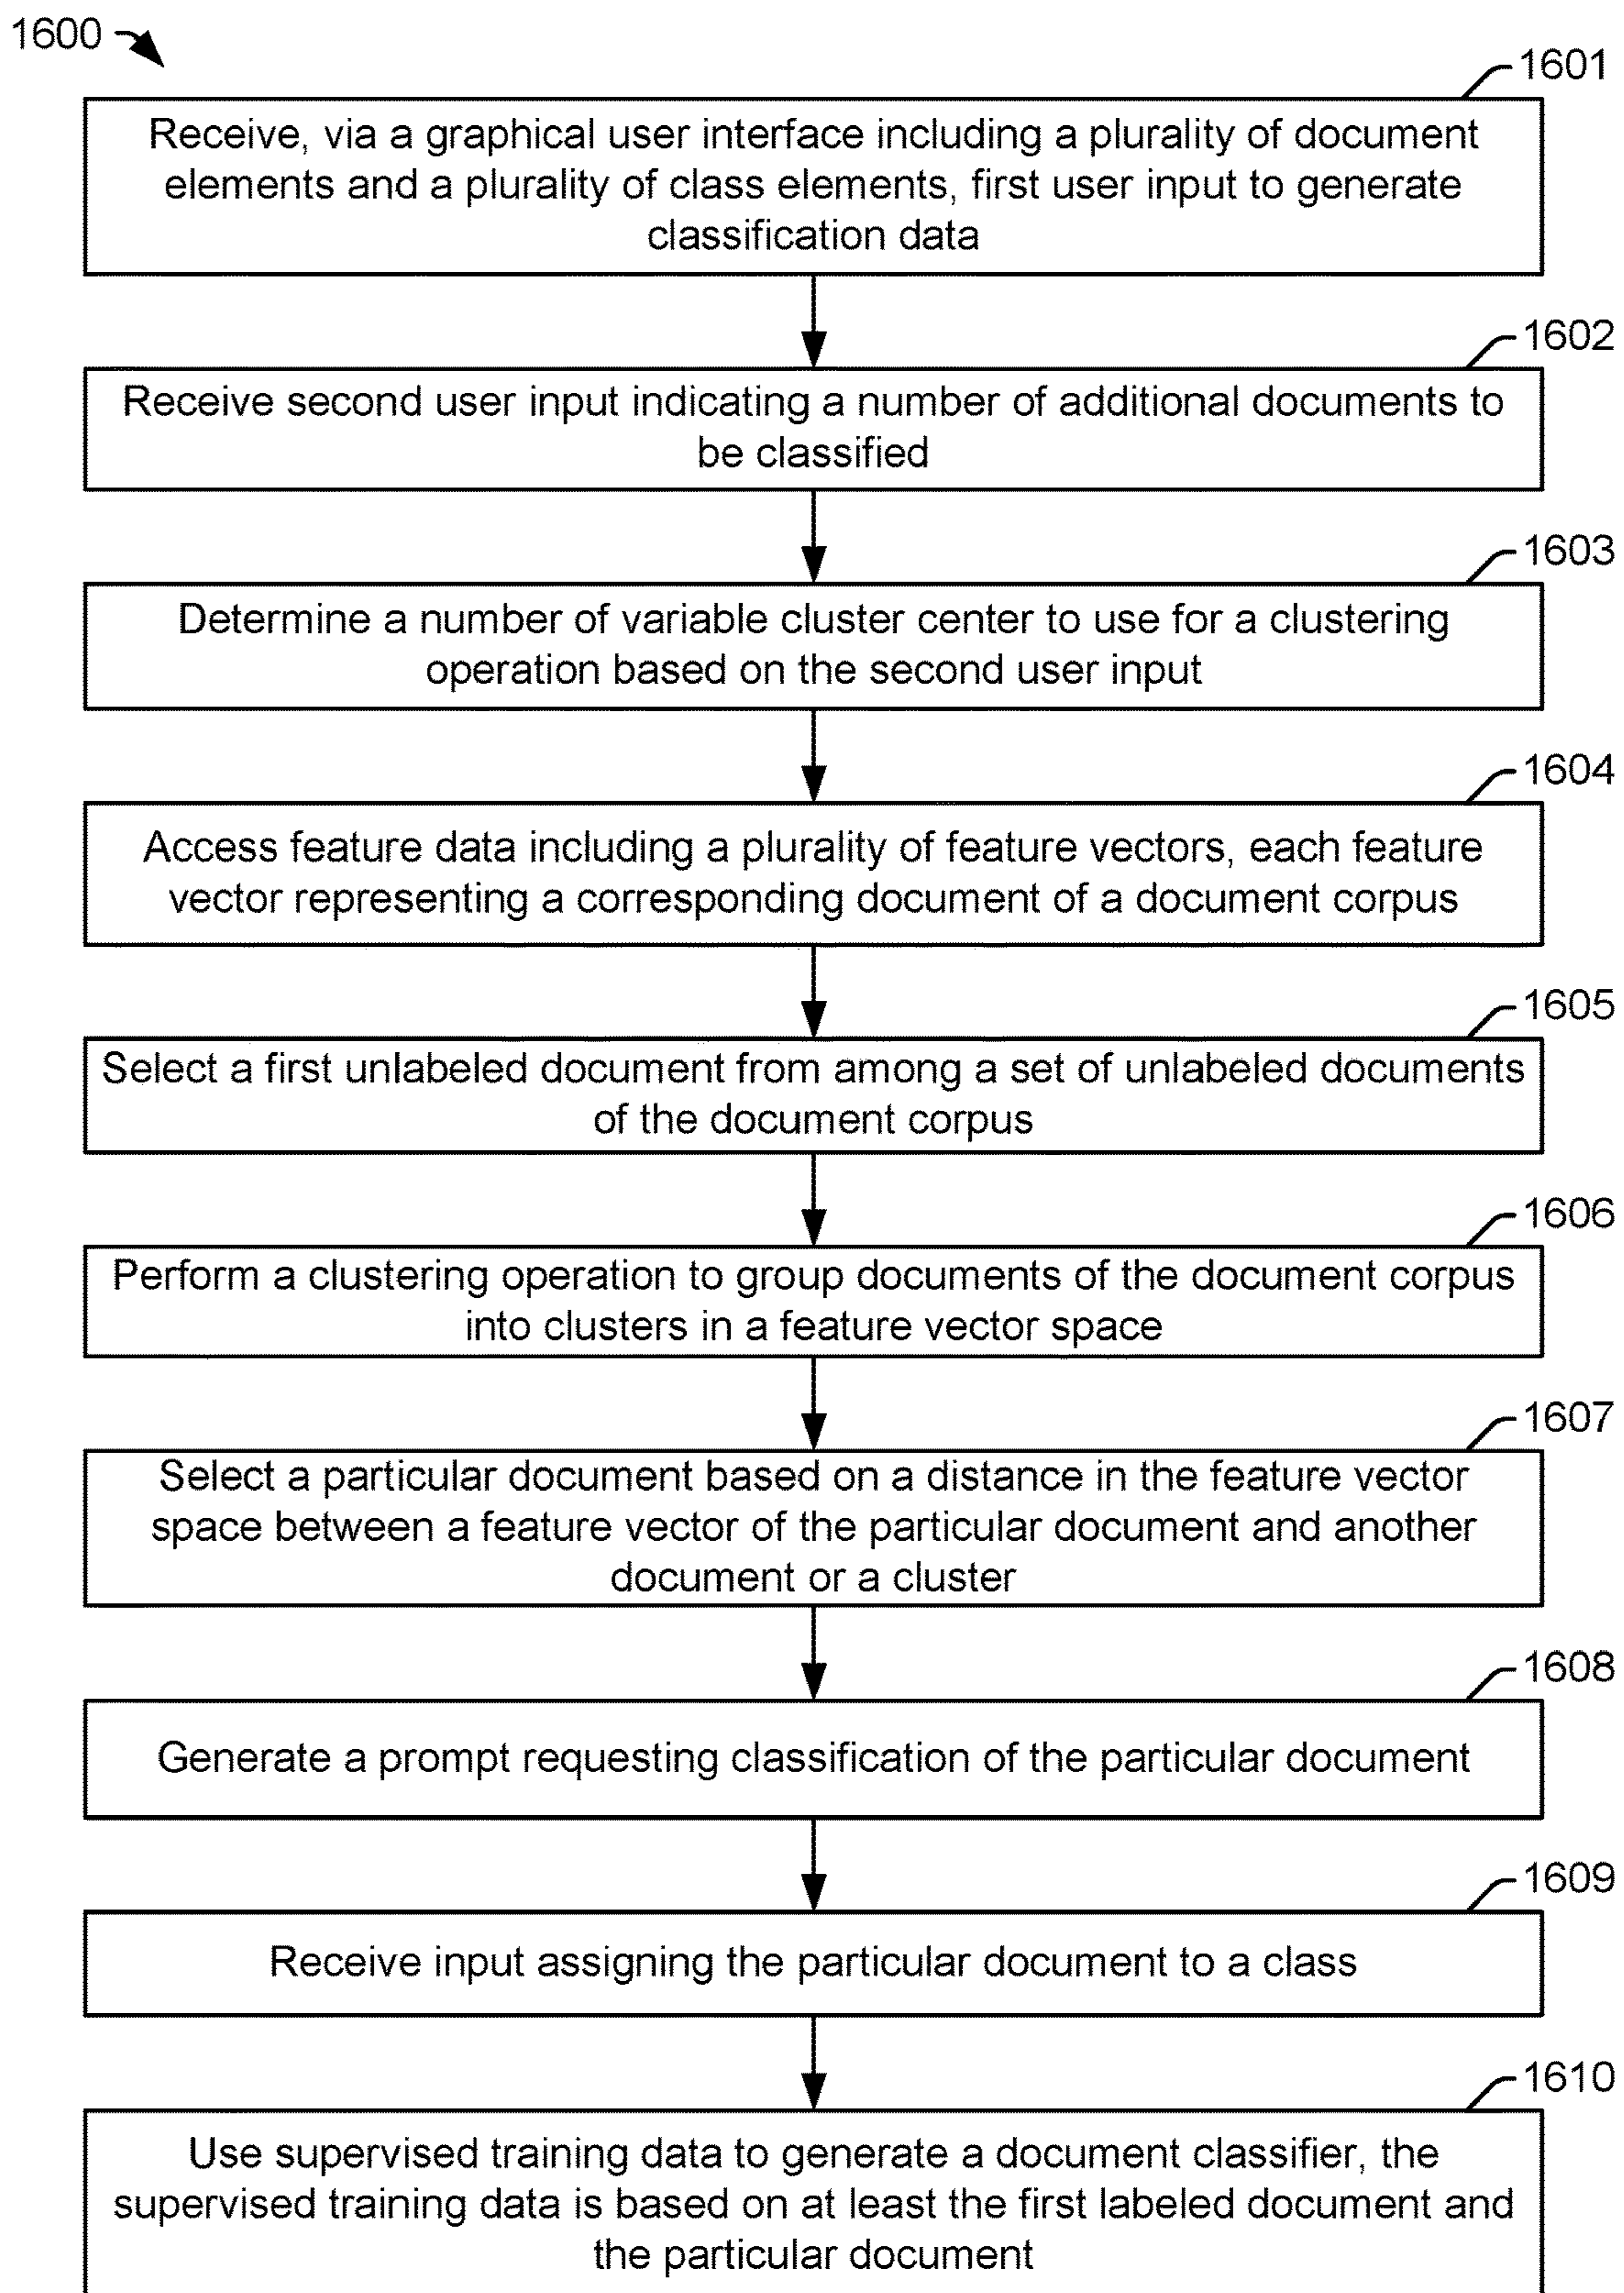 1600
1601
Receive, via a graphical user interface including a plurality of document
elements and a plurality of class elements, first user input to generate
classification data
1602
Receive second user input indicating a number of additional documents to
be classified
1603
Determine a number of variable cluster center to use for a clustering
operation based on the second user input
1604
Access feature data including a plurality of feature vectors, each feature
vector representing a corresponding document of a document corpus
1605
Select a first unlabeled document from among a set of unlabeled documents
of the document corpus
1606
Perform a clustering operation to group documents of the document corpus
into clusters in a feature vector space
1607
Select a particular document based on a distance in the feature vector
space between a feature vector of the particular document and another
document or a cluster
1608
Generate a prompt requesting classification of the particular document
1609
Receive input assigning the particular document to a class
1610
Use supervised training data to generate a document classifier, the
supervised training data is based on at least the first labeled document and
the particular document